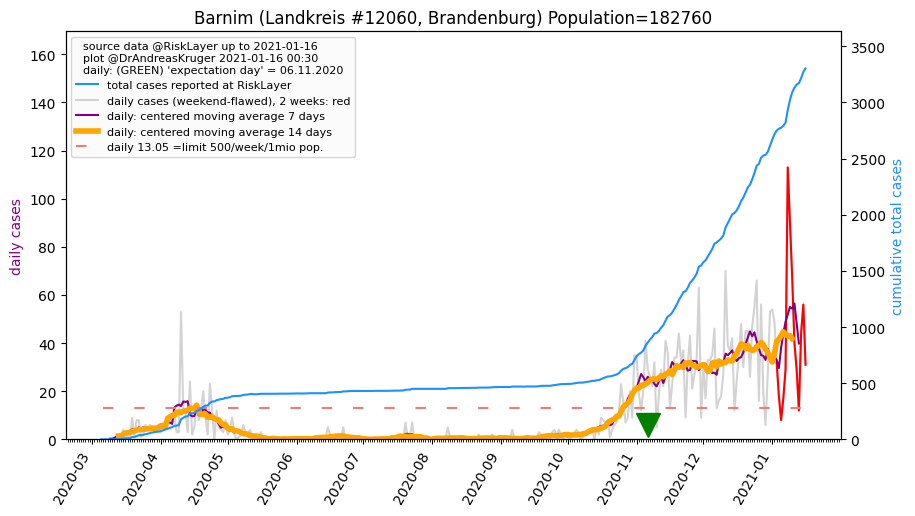 Barnim (Landkreis #12060, Brandenburg) Population=182760
source data @RiskLayer up to 2021-01-16
plot @DrAndreasKruger 2021-01-16 00:30
daily: (GREEN) 'expectation day' = 06.11.2020
total cases reported at RiskLayer
daily cases (weekend-flawed), 2 weeks: red
daily: centered moving average 7 days
daily: centered moving average 14 days
daily 13.05 =limit 500/week/1mio pop.
daily cases
160
140
120
100
80
60
40
20
0
cumulative total cases
3500
3000
2500
2000
1500
1000
500
0
2020-03
2020-04
2020-05
2020-06
2020-07
2020-08
2020-09
2020-10
2020-11
2020-12
2021-01